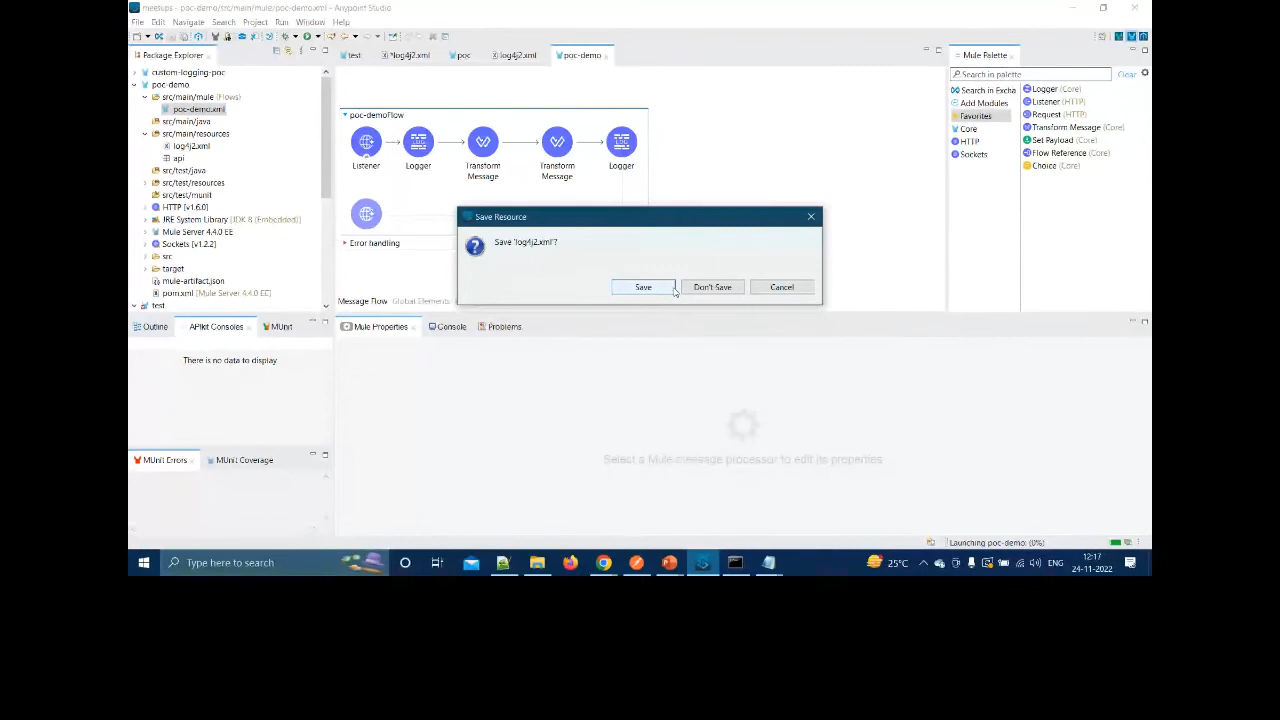 meetups - poc-demo/src/main/mule/poc-demo.xml - Anypoint Studio
File Edit Navigate Search Project Run Window Help
Package Explorer
test
*log4j2.xml
poc
log4j2.xml
poc-demo
Mule Palette
custom-logging-poc
poc-demo
src/main/mule (Flows)
poc-demo.xml
src/main/java
src/main/resources
log4j2.xml
api
src/test/java
src/test/resources
src/test/munit
HTTP [v1.6.0]
JRE System Library [JDK 8 (Embedded)]
Mule Server 4.4.0 EE
Sockets [v1.2.2]
src
target
mule-artifact.json
pom.xml [Mule Server 4.4.0 EE]
test
poc-demoFlow
Listener
Logger
Transform
Message
Transform
Message
Logger
Error handling
Message Flow Global Elements
Save Resource
Save 'log4j2.xml'?
Save
Don't Save
Cancel
Search in palette
Clear
Search in Excha
Add Modules
Favorites
Core
HTTP
Sockets
Logger (Core)
Listener (HTTP)
Request (HTTP)
Transform Message (Core)
Set Payload (Core)
Flow Reference (Core)
Choice (Core)
Outline
APIkit Consoles
MUnit
There is no data to display
Mule Properties
Console
Problems
Select a Mule message processor to edit its properties
MUnit Errors
MUnit Coverage
Launching poc-demo: (0%)
Type here to search
25°C
ENG
12:17
24-11-2022